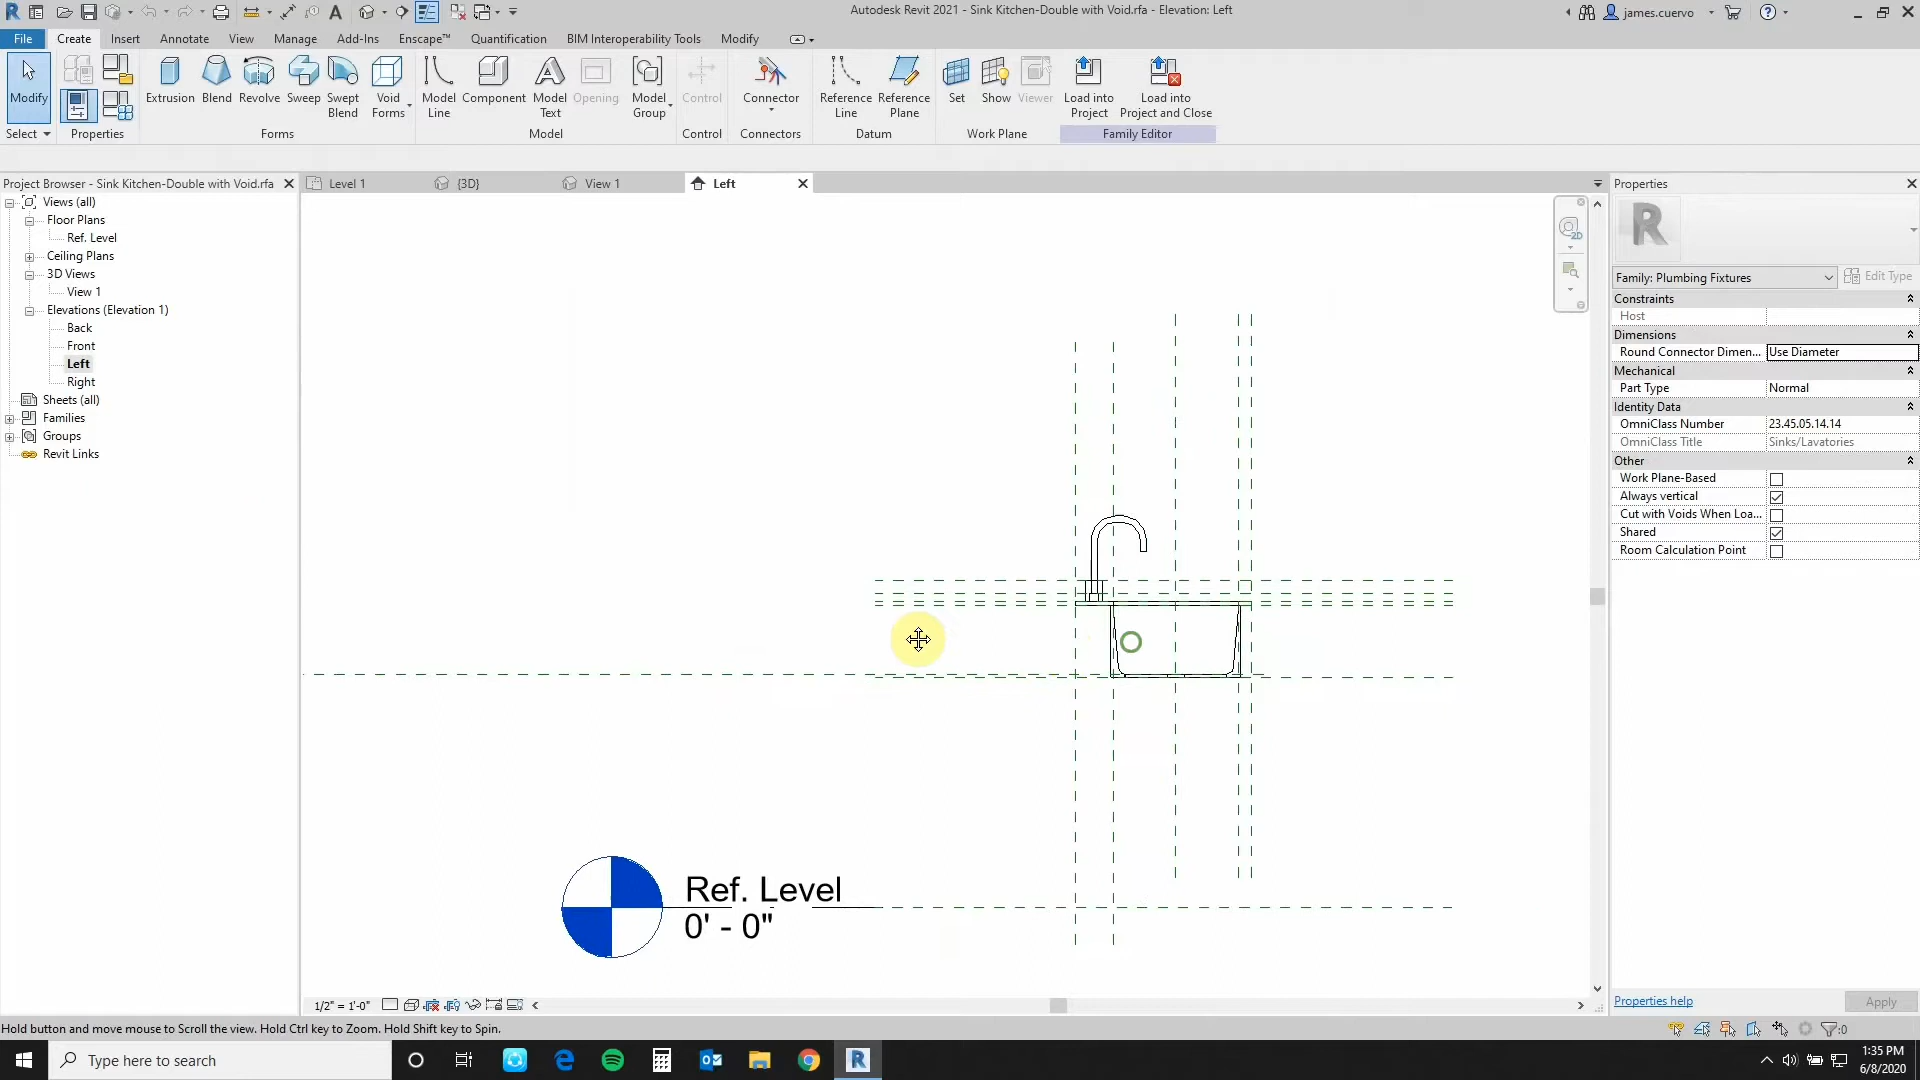 Autodesk Revit 2021 - Sink Kitchen-Double with Void.rfa - Elevation: Left
james.cuervo
File Create Insert Annotate View Manage Add-Ins Enscape™ Quantification BIM Interoperability Tools Modify
Modify
Extrusion Blend Revolve Sweep Swept Blend Void Forms
Model Line Component Model Text Opening Model Group
Control Connector
Reference Line Reference Plane
Set Show Viewer
Load into Project Load into Project and Close
Select Properties Forms Model Control Connectors Datum Work Plane Family Editor
Project Browser - Sink Kitchen-Double with Void.rfa
Views (all)
Floor Plans
Ref. Level
Ceiling Plans
3D Views
View 1
Elevations (Elevation 1)
Back
Front
Left
Right
Sheets (all)
Families
Groups
Revit Links
Level 1 {3D} View 1 Left
2D
Ref. Level
0' - 0"
1/2" = 1'-0"
Properties
R
Family: Plumbing Fixtures Edit Type
Constraints
Host
Dimensions
Round Connector Dimen... Use Diameter
Mechanical
Part Type Normal
Identity Data
OmniClass Number 23.45.05.14.14
OmniClass Title Sinks/Lavatories
Other
Work Plane-Based
Always vertical
Cut with Voids When Loa...
Shared
Room Calculation Point
Properties help Apply
Hold button and move mouse to Scroll the view. Hold Ctrl key to Zoom. Hold Shift key to Spin.
:0
Type here to search
1:35 PM
6/8/2020